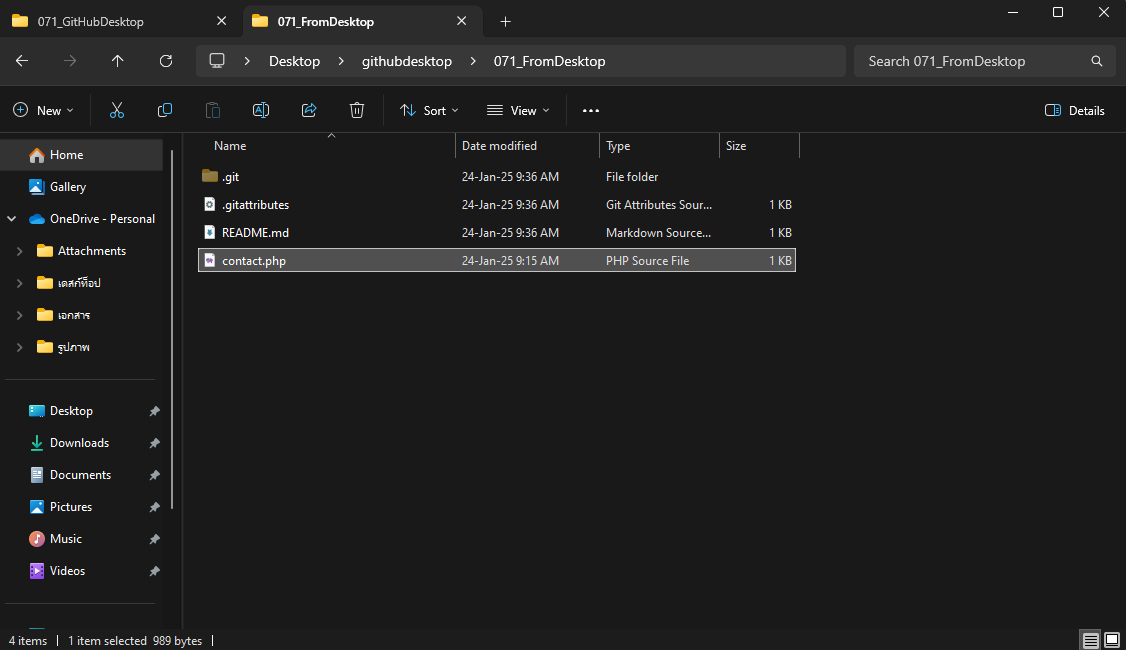 071_GitHubDesktop
071_FromDesktop
Desktop > githubdesktop > 071_FromDesktop
Search 071_FromDesktop
New
Sort
View
Details
Name Date modified Type Size
.git 24-Jan-25 9:36 AM File folder
.gitattributes 24-Jan-25 9:36 AM Git Attributes Sour... 1 KB
README.md 24-Jan-25 9:36 AM Markdown Source... 1 KB
contact.php 24-Jan-25 9:15 AM PHP Source File 1 KB
Home
Gallery
OneDrive - Personal
Attachments
เดสก์ท็อป
เอกสาร
รูปภาพ
Desktop
Downloads
Documents
Pictures
Music
Videos
4 items | 1 item selected 989 bytes |